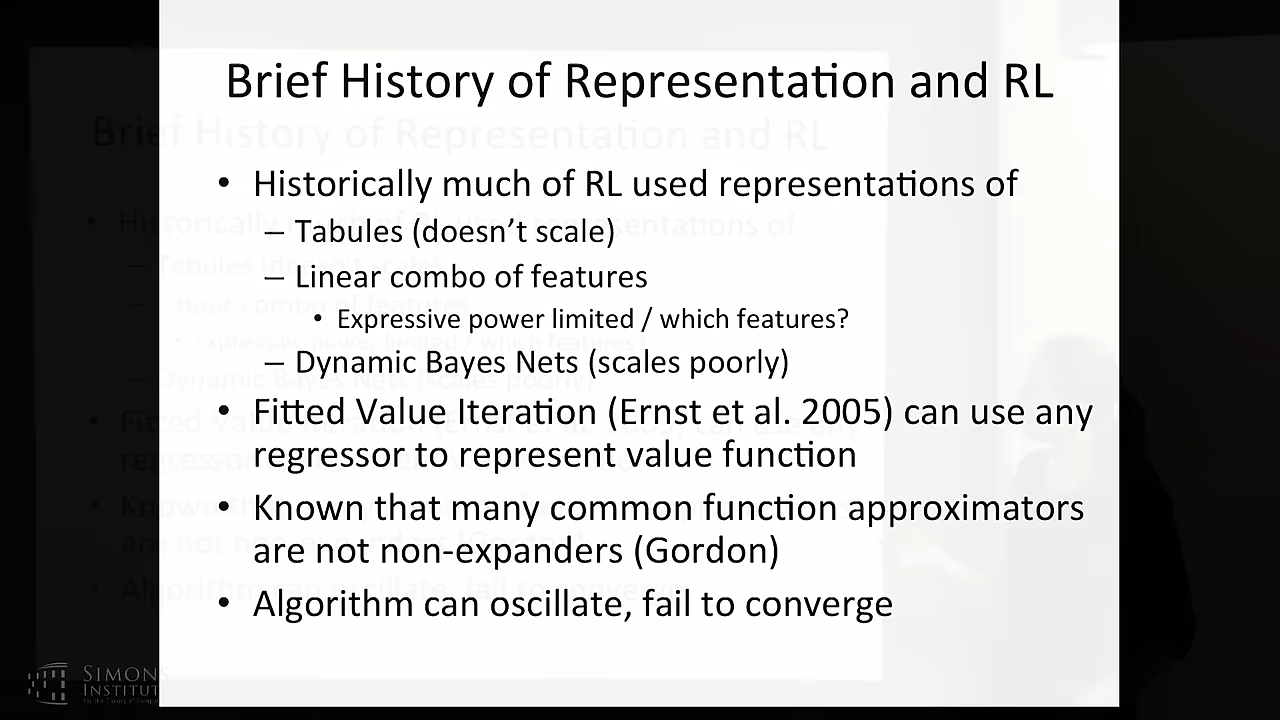 Brief History of Representation and RL
• Historically much of RL used representations of
– Tabules (doesn't scale)
– Linear combo of features
• Expressive power limited / which features?
– Dynamic Bayes Nets (scales poorly)
• Fitted Value Iteration (Ernst et al. 2005) can use any
regressor to represent value function
• Known that many common function approximators
are not non-expanders (Gordon)
• Algorithm can oscillate, fail to converge
SIMONS
INSTITUT